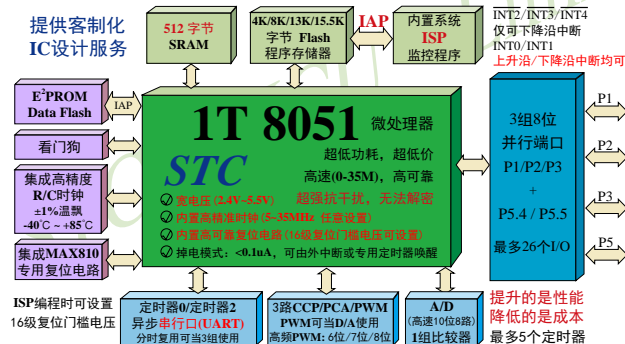 提供客制化
IC设计服务
512 字节
SRAM
4K/8K/13K/15.5K
字节 Flash
程序存储器
IAP
内置系统
ISP
监控程序
INT2/INT3/INT4
仅可下降沿中断
INT0/INT1
上升沿/下降沿中断均可
E²PROM
Data Flash
IAP
看门狗
集成高精度
R/C时钟
±1%温飘
-40℃~+85℃
集成MAX810
专用复位电路
ISP编程时可设置
16级复位门槛电压
1T 8051 微处理器
STC
超低功耗，超低价
高速(0-35M)，高可靠
宽电压(2.4V~5.5V) 超强抗干扰，无法解密
内置高精准时钟(5~35MHz 任意设置)
内置高可靠复位电路(16级复位门槛电压可设置)
掉电模式：<0.1uA，可由外中断或专用定时器唤醒
3组8位
并行端口
P1/P2/P3
+
P5.4 / P5.5
最多26个I/O
P1
P2
P3
P5
定时器0/定时器2
异步串行口(UART)
分时复用可当3组使用
3路CCP/PCA/PWM
PWM可当D/A使用
高频PWM: 6位/7位/8位
A/D
(高速10位8路)
1组比较器
提升的是性能
降低的是成本
最多5个定时器